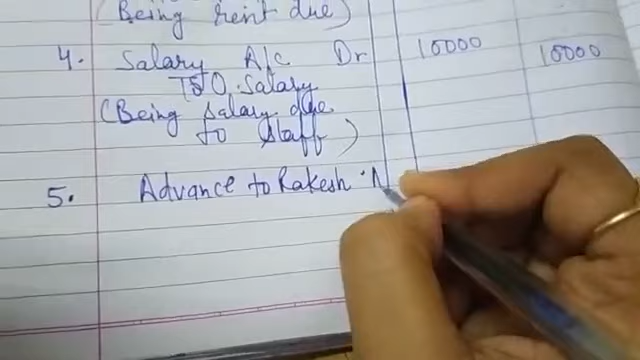 (Being rent due)
4. Salary A/c Dr 10000
TO Salary 10000
(Being salary due
to staff)
5. Advance to Rakesh